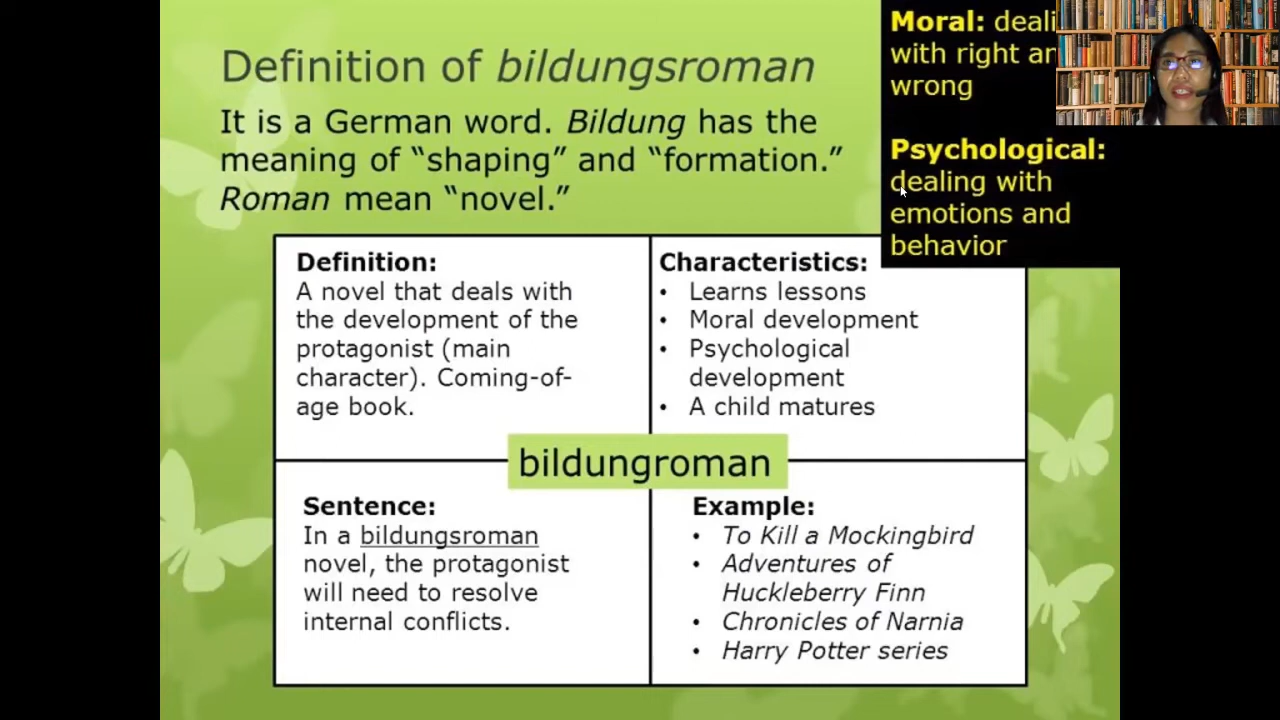 Definition of bildungsroman
It is a German word. Bildung has the
meaning of “shaping” and “formation.”
Roman mean “novel.”
Moral: deali
with right an
wrong
Psychological:
dealing with
emotions and
behavior
Definition:
A novel that deals with
the development of the
protagonist (main
character). Coming-of-
age book.
Characteristics:
• Learns lessons
• Moral development
• Psychological
development
• A child matures
bildungroman
Sentence:
In a bildungsroman
novel, the protagonist
will need to resolve
internal conflicts.
Example:
• To Kill a Mockingbird
• Adventures of
Huckleberry Finn
• Chronicles of Narnia
• Harry Potter series